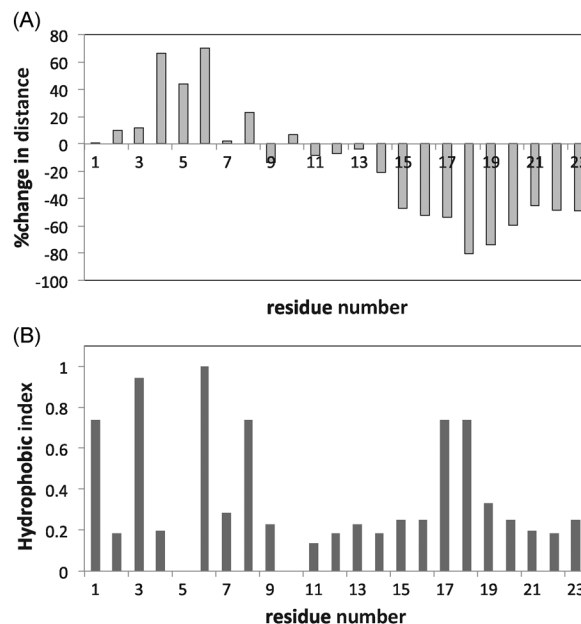 (A)
80
60
40
20
0
-20
-40
-60
-80
-100
%change in distance
1 3 5 7 9 11 13 15 17 19 21 23
residue number
(B)
1
0.8
0.6
0.4
0.2
0
Hydrophobic index
1 3 5 7 9 11 13 15 17 19 21 23
residue number